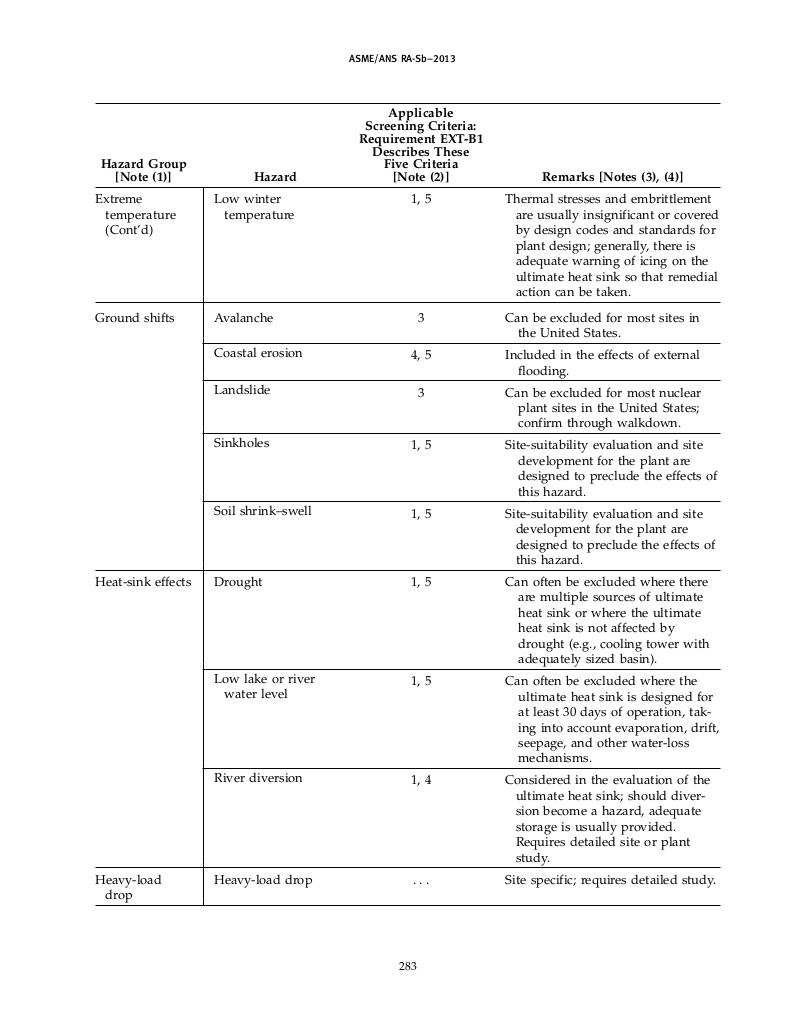 ASME/ANS RA-Sb–2013
Applicable
Screening Criteria:
Requirement EXT-B1
Describes These
Hazard Group Five Criteria
[Note (1)] Hazard [Note (2)] Remarks [Notes (3), (4)]
Extreme Low winter 1, 5 Thermal stresses and embrittlement
temperature temperature are usually insignificant or covered
(Cont'd) by design codes and standards for
plant design; generally, there is
adequate warning of icing on the
ultimate heat sink so that remedial
action can be taken.
Ground shifts Avalanche 3 Can be excluded for most sites in
the United States.
Coastal erosion 4, 5 Included in the effects of external
flooding.
Landslide 3 Can be excluded for most nuclear
plant sites in the United States;
confirm through walkdown.
Sinkholes 1, 5 Site-suitability evaluation and site
development for the plant are
designed to preclude the effects of
this hazard.
Soil shrink–swell 1, 5 Site-suitability evaluation and site
development for the plant are
designed to preclude the effects of
this hazard.
Heat-sink effects Drought 1, 5 Can often be excluded where there
are multiple sources of ultimate
heat sink or where the ultimate
heat sink is not affected by
drought (e.g., cooling tower with
adequately sized basin).
Low lake or river 1, 5 Can often be excluded where the
water level ultimate heat sink is designed for
at least 30 days of operation, tak-
ing into account evaporation, drift,
seepage, and other water-loss
mechanisms.
River diversion 1, 4 Considered in the evaluation of the
ultimate heat sink; should diver-
sion become a hazard, adequate
storage is usually provided.
Requires detailed site or plant
study.
Heavy-load Heavy-load drop . . . Site specific; requires detailed study.
drop
283